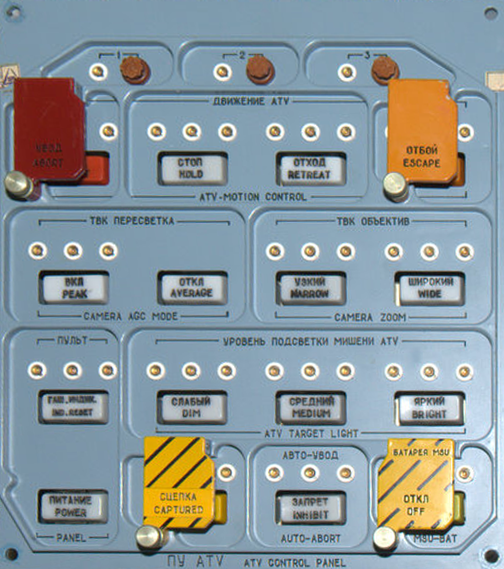 1 2 3
ДВИЖЕНИЕ ATV
УВОД
ABORT
СТОП
HOLD
ОТХОД
RETREAT
ОТБОЙ
ESCAPE
ATV-MOTION CONTROL
ТВК ПЕРЕСВЕТКА
ТВК ОБЪЕКТИВ
ВКЛ
PEAK
ОТКЛ
AVERAGE
УЗКИЙ
NARROW
ШИРОКИЙ
WIDE
CAMERA AGC MODE
CAMERA ZOOM
ПУЛЬТ
УРОВЕНЬ ПОДСВЕТКИ МИШЕНИ ATV
ГАШ.ИНДИК.
IND.RESET
СЛАБЫЙ
DIM
СРЕДНИЙ
MEDIUM
ЯРКИЙ
BRIGHT
ATV TARGET LIGHT
СЦЕПКА
CAPTURED
АВТО-УВОД
БАТАРЕЯ MSU
ОТКЛ
OFF
ПИТАНИЕ
POWER
ЗАПРЕТ
INHIBIT
PANEL
AUTO-ABORT
MSU-BAT
ПУ ATV ATV CONTROL PANEL